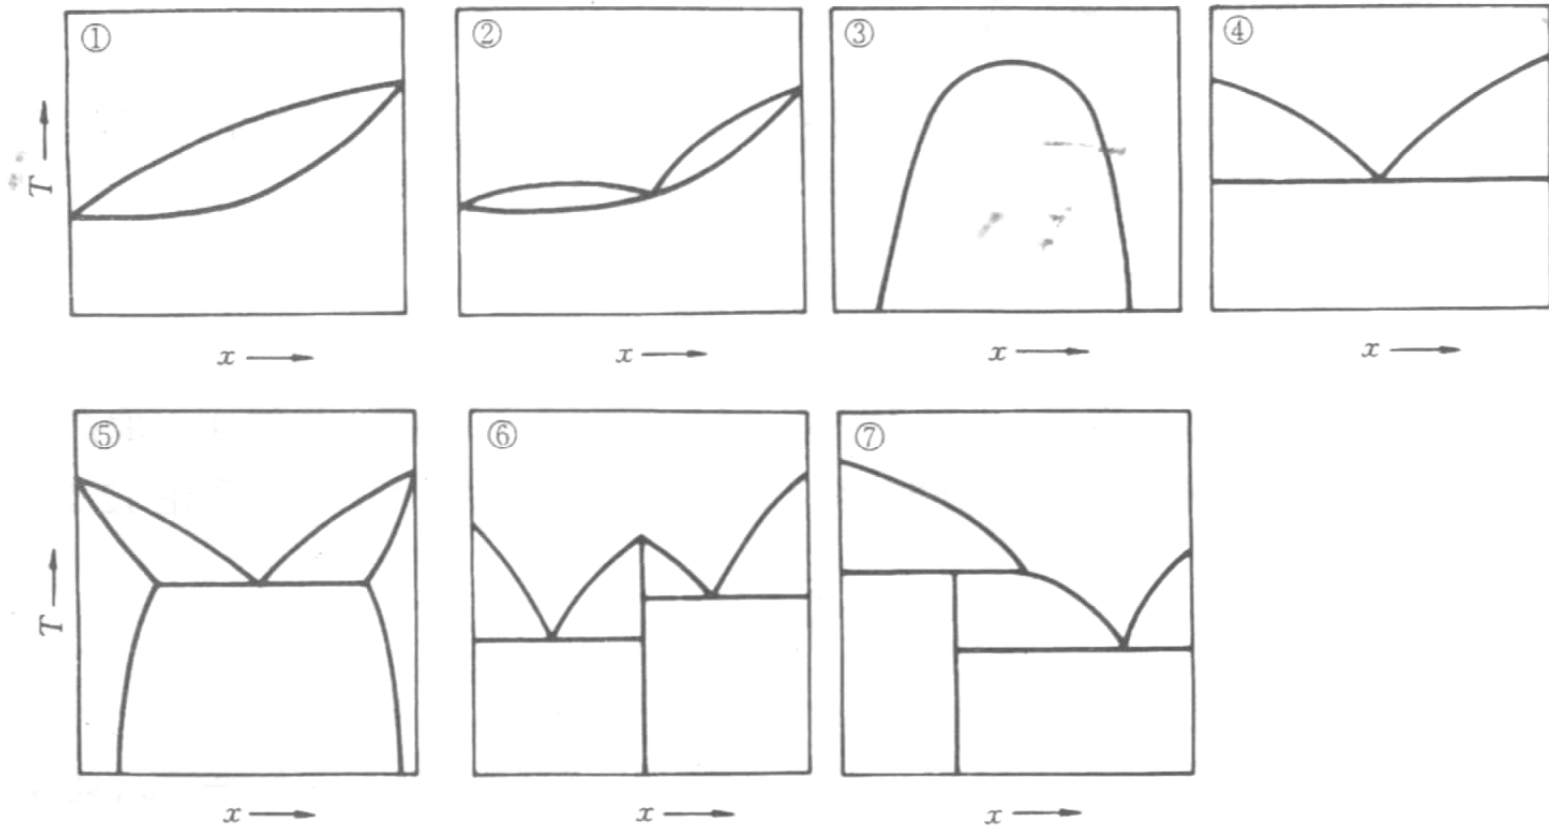 ① ② ③ ④
T
x x x x
⑤ ⑥ ⑦
T
x x x